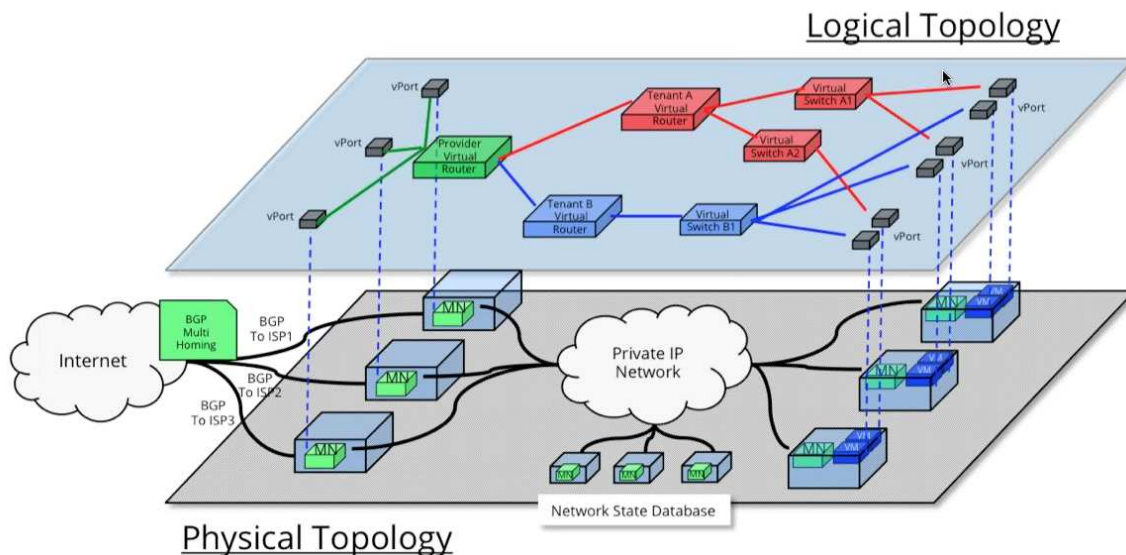 Logical Topology
vPort
vPort
vPort
Provider
Virtual
Router
Tenant A
Virtual
Router
Tenant B
Virtual
Router
Virtual
Switch A1
Virtual
Switch A2
Virtual
Switch B1
vPort
vPort
vPort
Internet
BGP
Multi
Homing
BGP
To ISP1
BGP
To ISP2
BGP
To ISP3
MN
MN
MN
Private IP
Network
MN
VM
VM
MN
VM
VM
MN
VM
VM
MN
MN
MN
Network State Database
Physical Topology